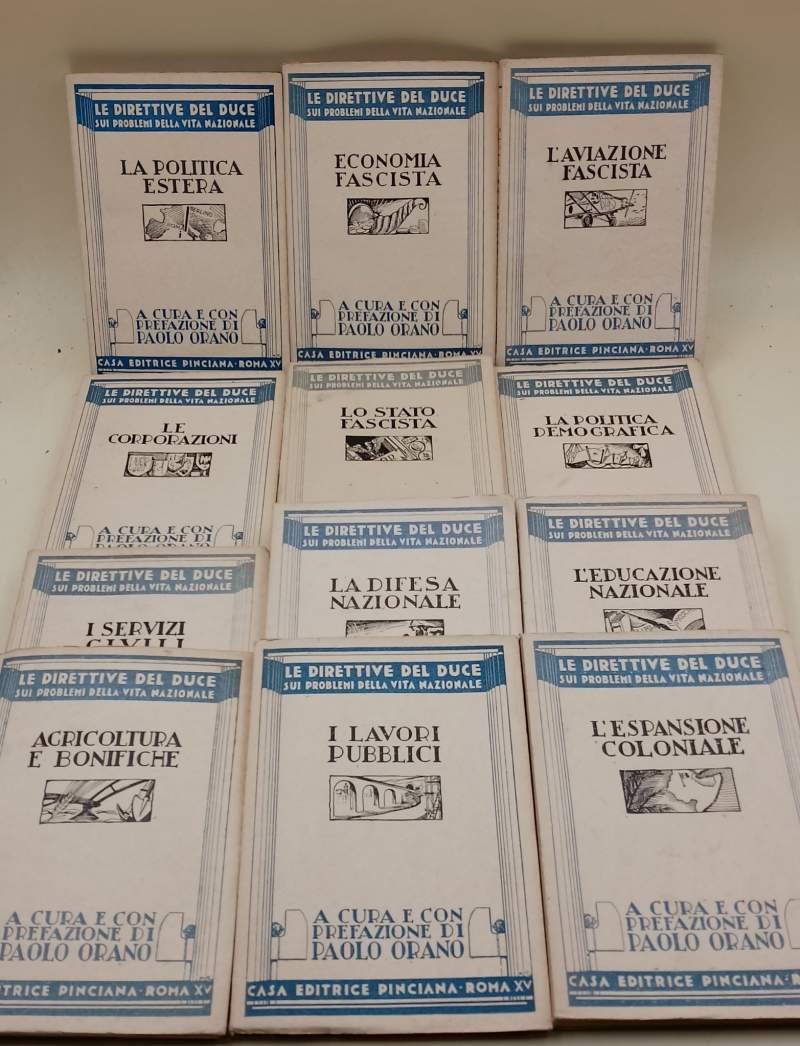 LE DIRETTIVE DEL DUCE
SUI PROBLEMI DELLA VITA NAZIONALE
LA POLITICA
ESTERA
BERLINO
A CURA E CON
PREFAZIONE DI
PAOLO ORANO
CASA EDITRICE PINCIANA · ROMA XV
LE DIRETTIVE DEL DUCE
SUI PROBLEMI DELLA VITA NAZIONALE
ECONOMIA
FASCISTA
A CURA E CON
PREFAZIONE DI
PAOLO ORANO
CASA EDITRICE PINCIANA · ROMA XV
LE DIRETTIVE DEL DUCE
SUI PROBLEMI DELLA VITA NAZIONALE
L'AVIAZIONE
FASCISTA
A CURA E CON
PREFAZIONE DI
PAOLO ORANO
CASA EDITRICE PINCIANA · ROMA XV
LE DIRETTIVE DEL DUCE
SUI PROBLEMI DELLA VITA NAZIONALE
LE
CORPORAZIONI
A CURA E CON
PREFAZIONE DI
LE DIRETTIVE DEL DUCE
SUI PROBLEMI DELLA VITA NAZIONALE
LO STATO
FASCISTA
LE DIRETTIVE DEL DUCE
SUI PROBLEMI DELLA VITA NAZIONALE
LA POLITICA
DEMOGRAFICA
LE DIRETTIVE DEL DUCE
SUI PROBLEMI DELLA VITA NAZIONALE
I SERVIZI
CIVILI
LE DIRETTIVE DEL DUCE
SUI PROBLEMI DELLA VITA NAZIONALE
LA DIFESA
NAZIONALE
LE DIRETTIVE DEL DUCE
SUI PROBLEMI DELLA VITA NAZIONALE
L'EDUCAZIONE
NAZIONALE
LE DIRETTIVE DEL DUCE
SUI PROBLEMI DELLA VITA NAZIONALE
AGRICOLTURA
E BONIFICHE
A CURA E CON
PREFAZIONE DI
PAOLO ORANO
EDITRICE PINCIANA · ROMA XV
LE DIRETTIVE DEL DUCE
SUI PROBLEMI DELLA VITA NAZIONALE
I LAVORI
PUBBLICI
A CURA E CON
PREFAZIONE DI
PAOLO ORANO
CASA EDITRICE PINCIANA · ROMA XV
LE DIRETTIVE DEL DUCE
SUI PROBLEMI DELLA VITA NAZIONALE
L'ESPANSIONE
COLONIALE
A CURA E CON
PREFAZIONE DI
PAOLO ORANO
CASA EDITRICE PINCIANA · ROMA